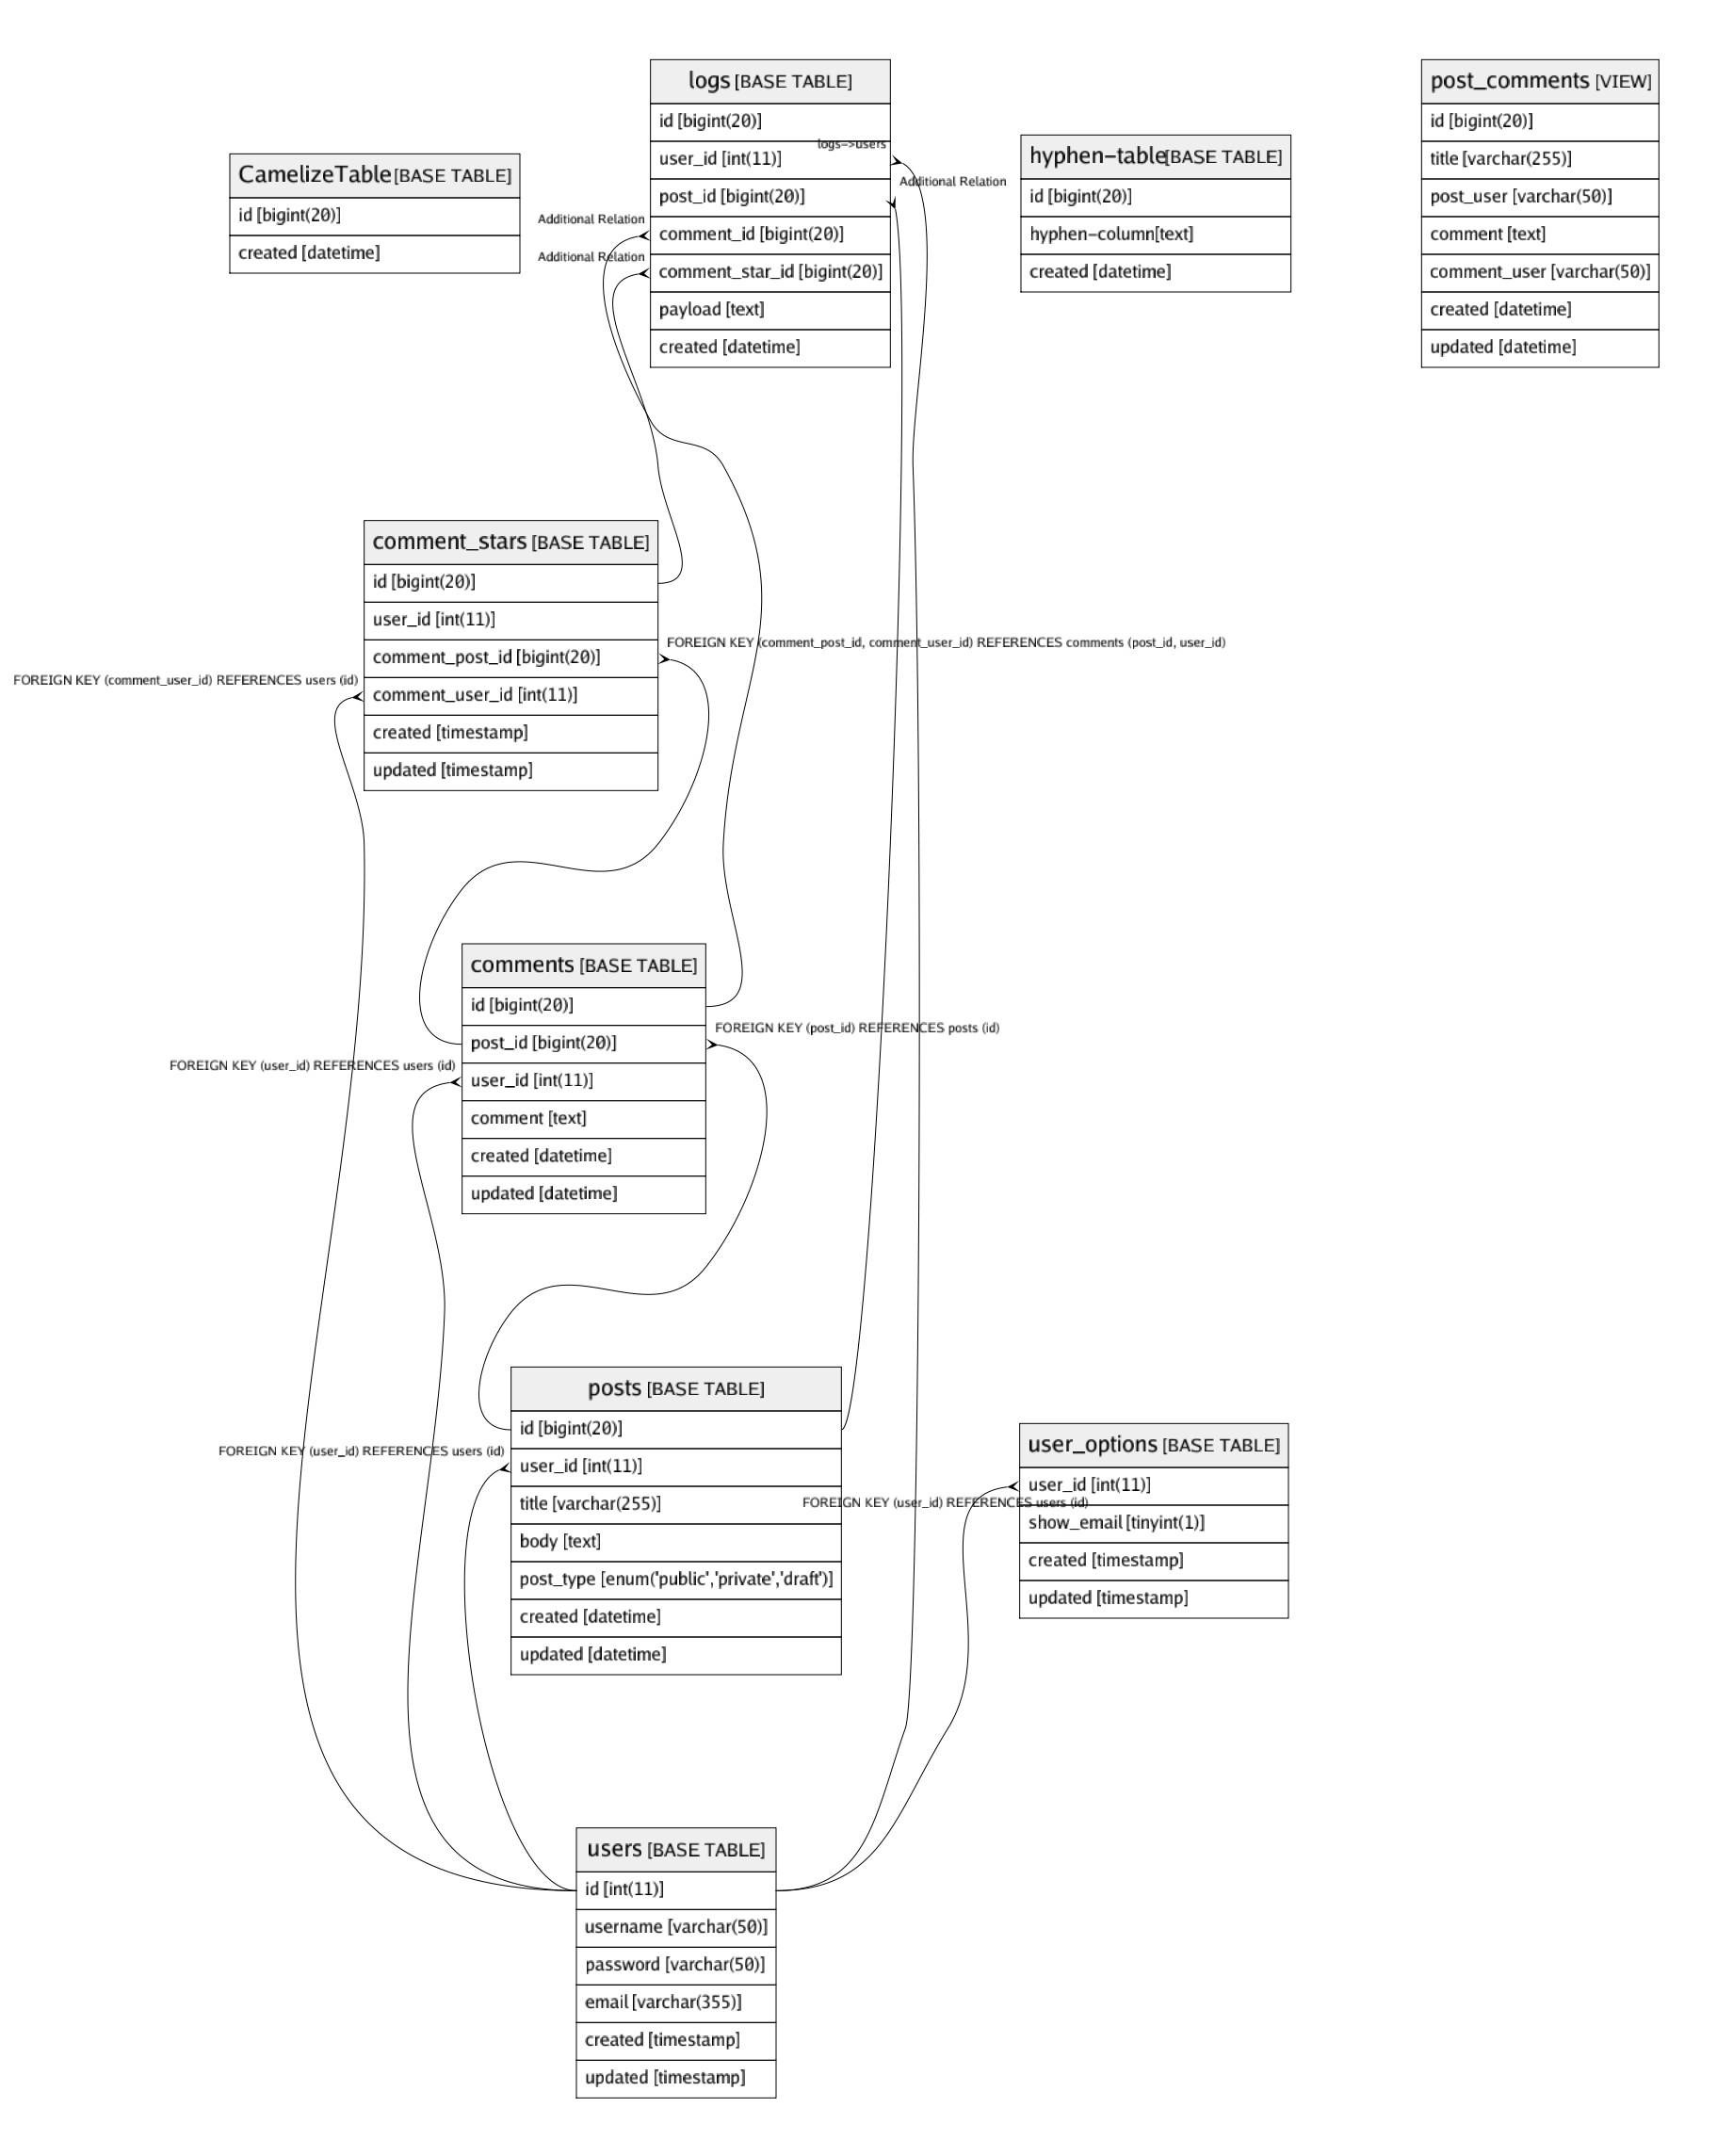 logs [BASE TABLE]
id [bigint(20)]
logs->users
user_id [int(11)]
Additional Relation
post_id [bigint(20)]
Additional Relation
comment_id [bigint(20)]
Additional Relation
comment_star_id [bigint(20)]
payload [text]
created [datetime]
post_comments [VIEW]
id [bigint(20)]
title [varchar(255)]
post_user [varchar(50)]
comment [text]
comment_user [varchar(50)]
created [datetime]
updated [datetime]
CamelizeTable [BASE TABLE]
id [bigint(20)]
created [datetime]
hyphen-table [BASE TABLE]
id [bigint(20)]
hyphen-column [text]
created [datetime]
comment_stars [BASE TABLE]
id [bigint(20)]
user_id [int(11)]
FOREIGN KEY (comment_post_id, comment_user_id) REFERENCES comments (post_id, user_id)
comment_post_id [bigint(20)]
FOREIGN KEY (comment_user_id) REFERENCES users (id)
comment_user_id [int(11)]
created [timestamp]
updated [timestamp]
comments [BASE TABLE]
id [bigint(20)]
FOREIGN KEY (post_id) REFERENCES posts (id)
post_id [bigint(20)]
FOREIGN KEY (user_id) REFERENCES users (id)
user_id [int(11)]
comment [text]
created [datetime]
updated [datetime]
posts [BASE TABLE]
id [bigint(20)]
FOREIGN KEY (user_id) REFERENCES users (id)
user_id [int(11)]
title [varchar(255)]
body [text]
post_type [enum('public','private','draft')]
created [datetime]
updated [datetime]
user_options [BASE TABLE]
user_id [int(11)]
FOREIGN KEY (user_id) REFERENCES users (id)
show_email [tinyint(1)]
created [timestamp]
updated [timestamp]
users [BASE TABLE]
id [int(11)]
username [varchar(50)]
password [varchar(50)]
email [varchar(355)]
created [timestamp]
updated [timestamp]